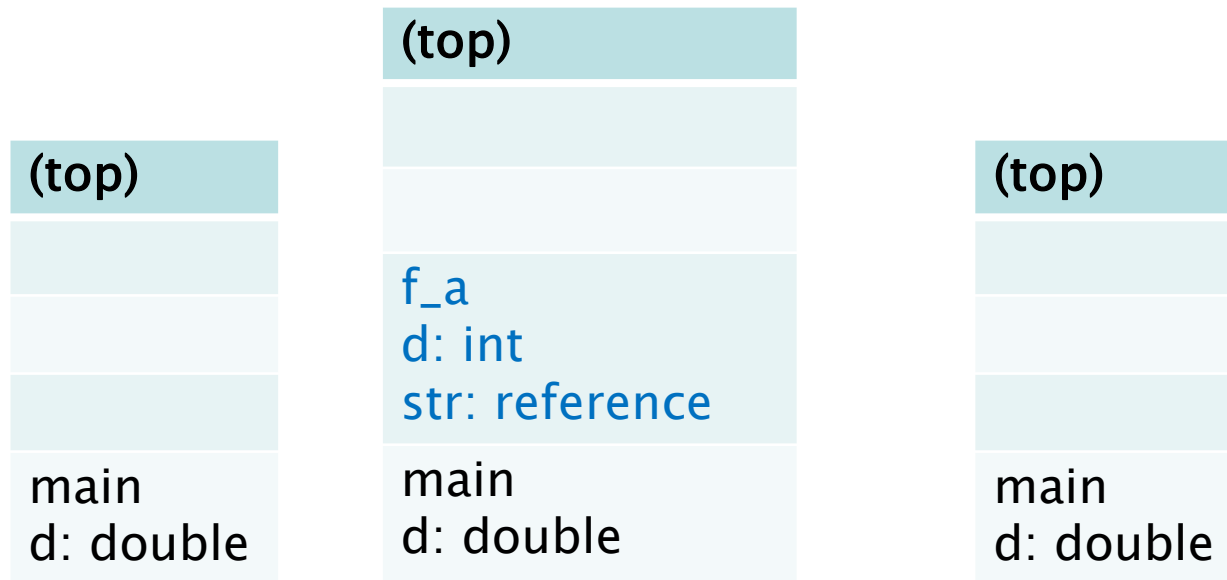 (top)
main
d: double
(top)
f_a
d: int
str: reference
main
d: double
(top)
main
d: double